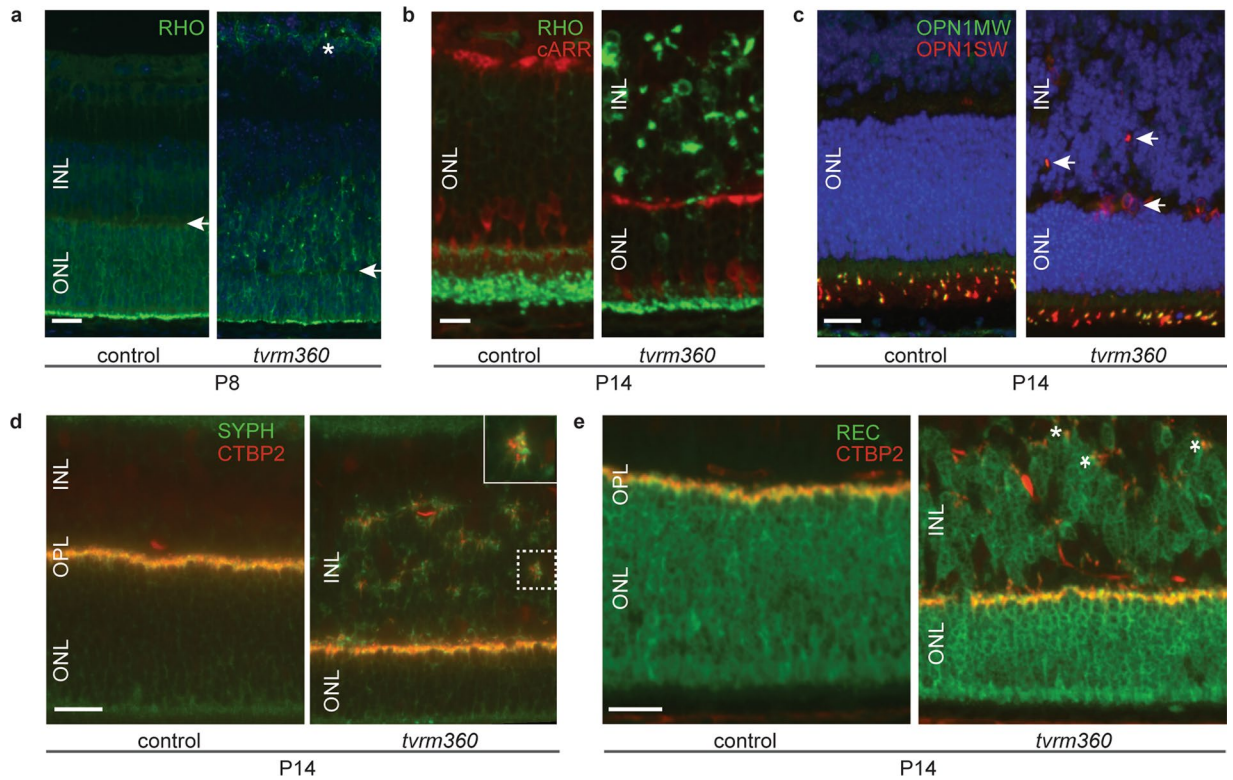 a
RHO
*
INL
ONL
control
tvrm360
P8
b
RHO
cARR
ONL
INL
ONL
control
tvrm360
P14
c
OPN1MW
OPN1SW
ONL
INL
ONL
control
tvrm360
P14
d
SYPH
CTBP2
INL
OPL
ONL
INL
ONL
control
tvrm360
P14
e
REC
CTBP2
OPL
ONL
* * *
INL
ONL
control
tvrm360
P14